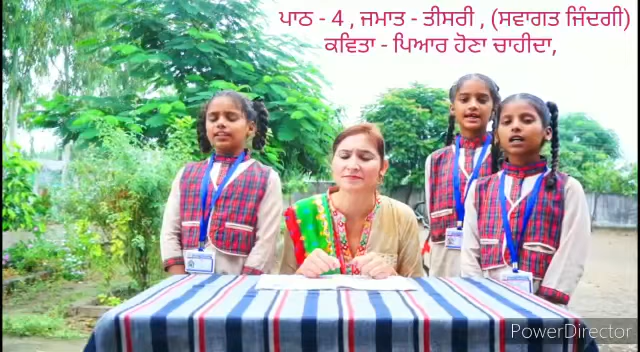 ਪਾਠ - 4 , ਜਮਾਤ - ਤੀਸਰੀ , (ਸਵਾਗਤ ਜਿੰਦਗੀ)
ਕਵਿਤਾ - ਪਿਆਰ ਹੋਣਾ ਚਾਹੀਦਾ,
PowerDirector